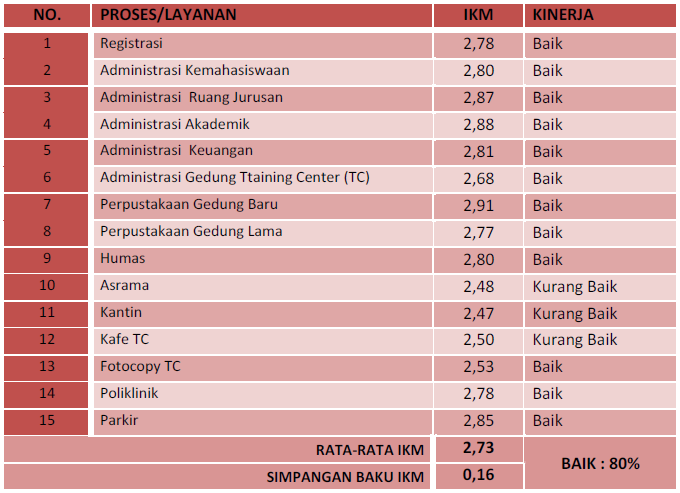 NO. PROSES/LAYANAN IKM KINERJA
1 Registrasi 2,78 Baik
2 Administrasi Kemahasiswaan 2,80 Baik
3 Administrasi Ruang Jurusan 2,87 Baik
4 Administrasi Akademik 2,88 Baik
5 Administrasi Keuangan 2,81 Baik
6 Administrasi Gedung Ttaining Center (TC) 2,68 Baik
7 Perpustakaan Gedung Baru 2,91 Baik
8 Perpustakaan Gedung Lama 2,77 Baik
9 Humas 2,80 Baik
10 Asrama 2,48 Kurang Baik
11 Kantin 2,47 Kurang Baik
12 Kafe TC 2,50 Kurang Baik
13 Fotocopy TC 2,53 Baik
14 Poliklinik 2,78 Baik
15 Parkir 2,85 Baik
RATA-RATA IKM 2,73
BAIK : 80%
SIMPANGAN BAKU IKM 0,16